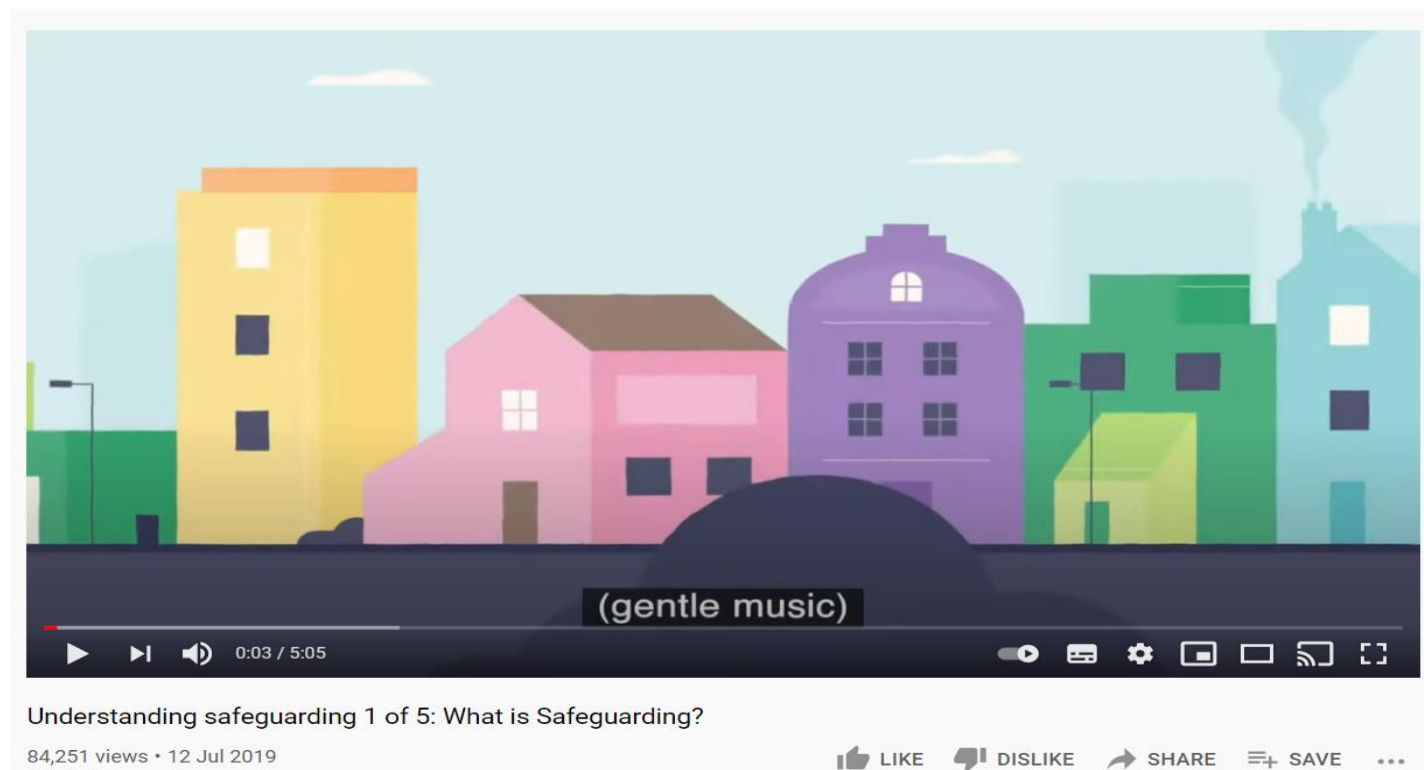 (gentle music)
0:03 / 5:05
Understanding safeguarding 1 of 5: What is Safeguarding?
84,251 views • 12 Jul 2019 LIKE DISLIKE SHARE SAVE